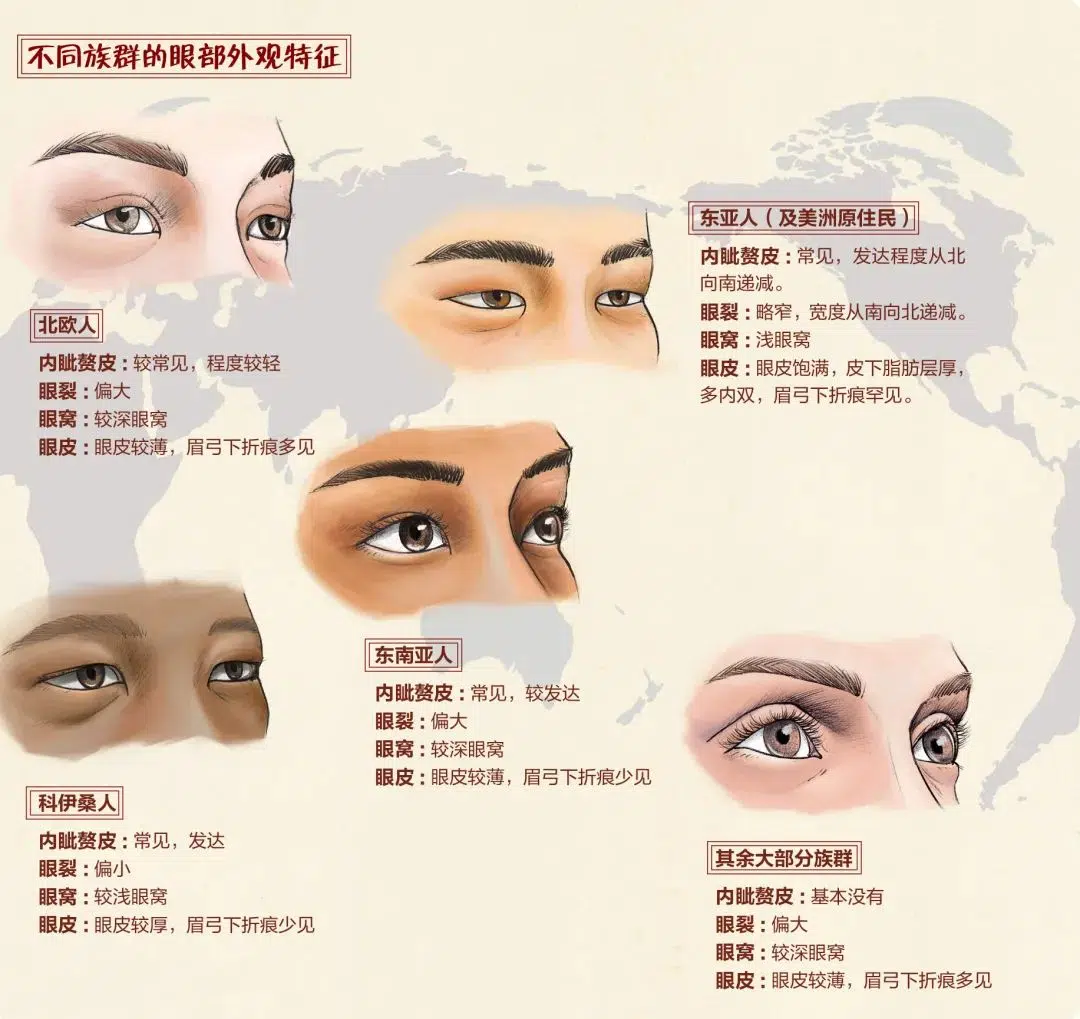 不同族群的眼部外观特征
北欧人
内眦赘皮：较常见，程度较轻
眼裂：偏大
眼窝：较深眼窝
眼皮：眼皮较薄，眉弓下折痕多见
东亚人（及美洲原住民）
内眦赘皮：常见，发达程度从北
向南递减。
眼裂：略窄，宽度从南向北递减。
眼窝：浅眼窝
眼皮：眼皮饱满，皮下脂肪层厚，
多内双，眉弓下折痕罕见。
东南亚人
内眦赘皮：常见，较发达
眼裂：偏大
眼窝：较深眼窝
眼皮：眼皮较薄，眉弓下折痕少见
科伊桑人
内眦赘皮：常见，发达
眼裂：偏小
眼窝：较浅眼窝
眼皮：眼皮较厚，眉弓下折痕少见
其余大部分族群
内眦赘皮：基本没有
眼裂：偏大
眼窝：较深眼窝
眼皮：眼皮较薄，眉弓下折痕多见